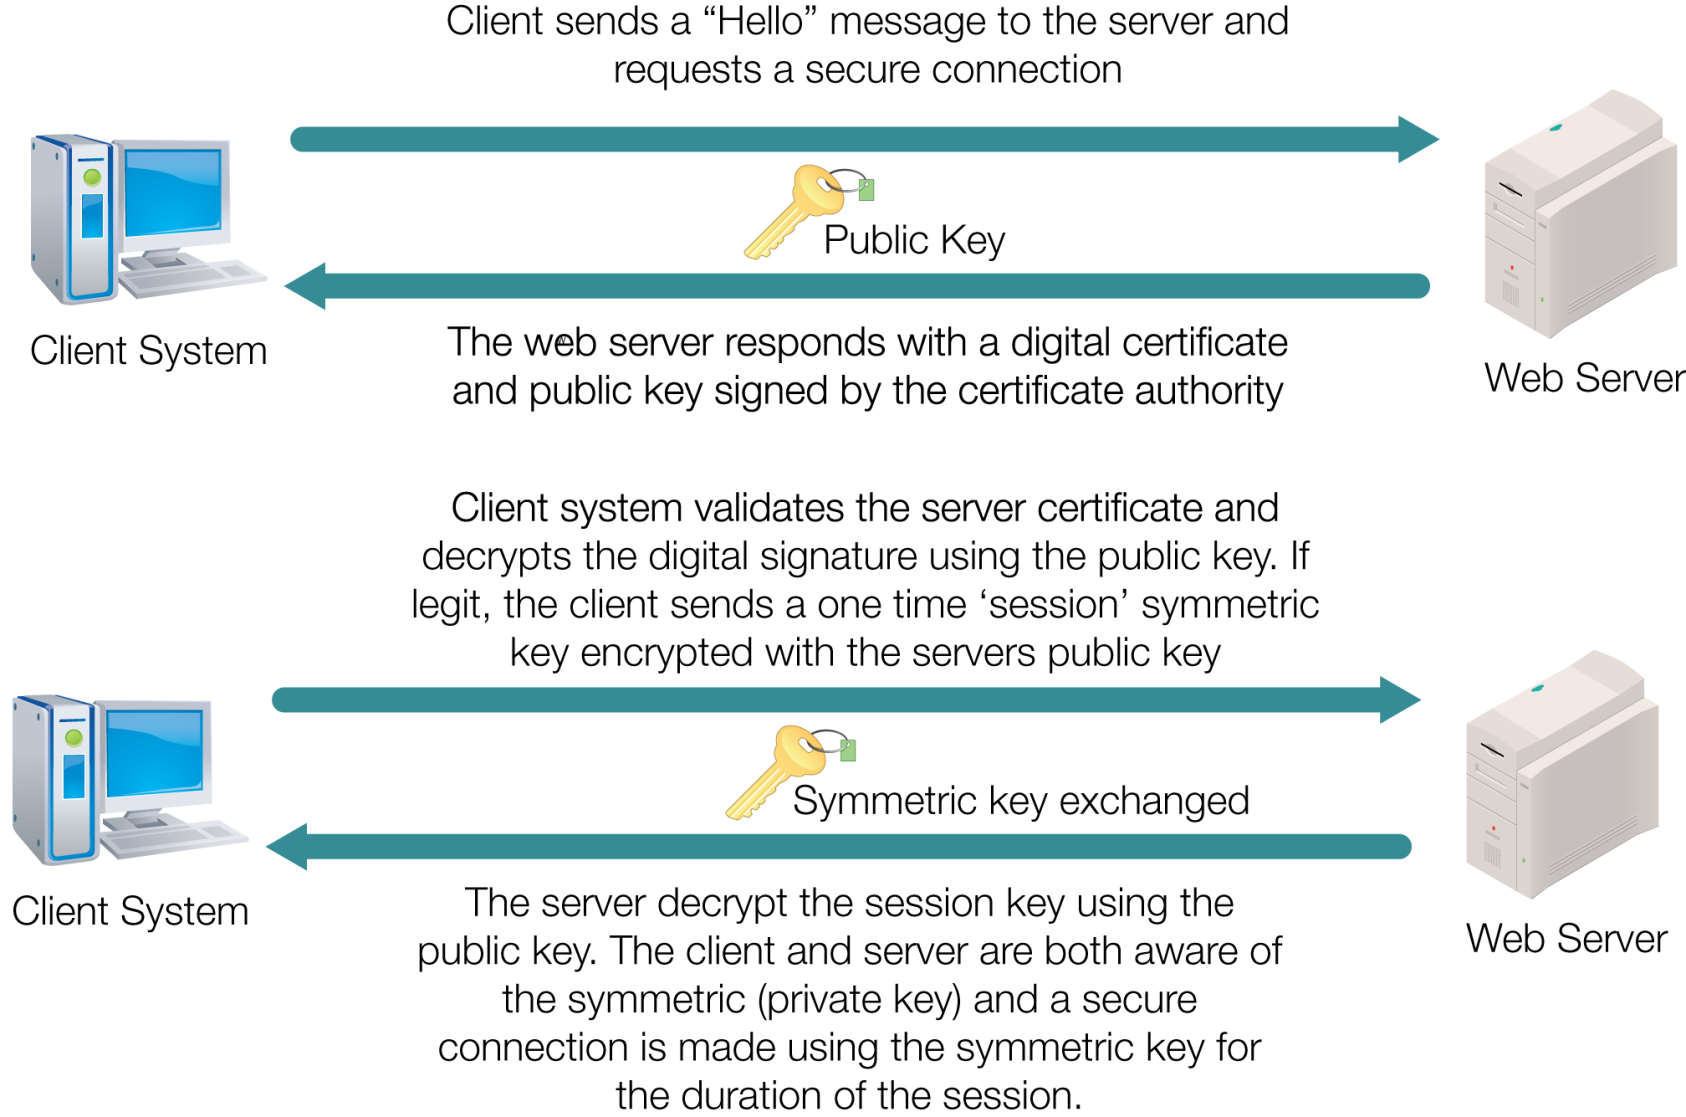 Client sends a “Hello” message to the server and
requests a secure connection
Public Key
Client System
The web server responds with a digital certificate
and public key signed by the certificate authority
Web Server
Client system validates the server certificate and
decrypts the digital signature using the public key. If
legit, the client sends a one time ‘session’ symmetric
key encrypted with the servers public key
Symmetric key exchanged
Client System
The server decrypt the session key using the
public key. The client and server are both aware of
the symmetric (private key) and a secure
connection is made using the symmetric key for
the duration of the session.
Web Server